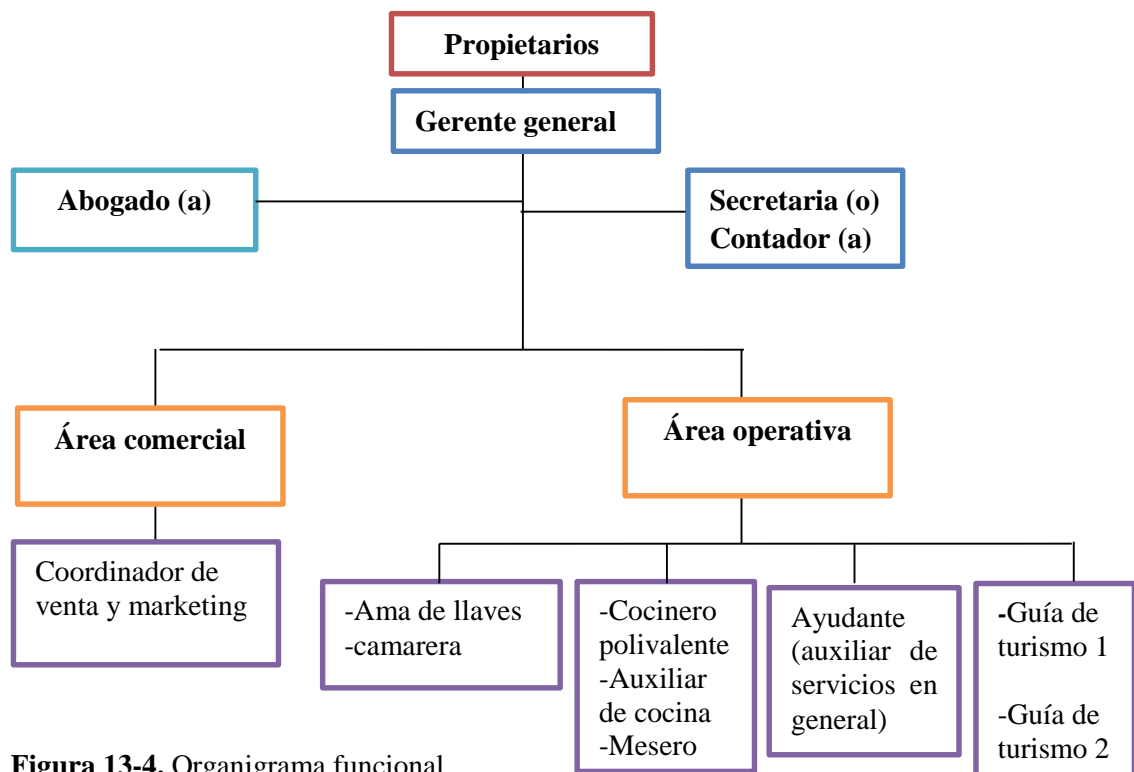 Propietarios
Gerente general
Abogado (a)
Secretaria (o)
Contador (a)
Área comercial
Área operativa
Coordinador de
venta y marketing
-Ama de llaves
-camarera
-Cocinero
polivalente
-Auxiliar
de cocina
-Mesero
Ayudante
(auxiliar de
servicios en
general)
-Guía de
turismo 1
-Guía de
turismo 2
Figura 13-4. Organigrama funcional